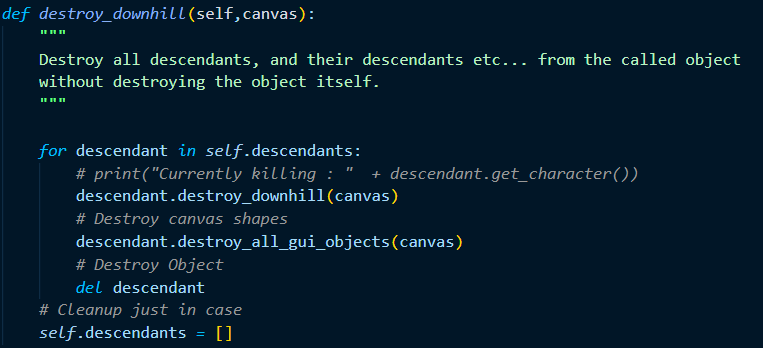 def destroy_downhill(self,canvas):
    """
    Destroy all descendants, and their descendants etc... from the called object
    without destroying the object itself.
    """
    for descendant in self.descendants:
        # print("Currently killing : "  + descendant.get_character())
        descendant.destroy_downhill(canvas)
        # Destroy canvas shapes
        descendant.destroy_all_gui_objects(canvas)
        # Destroy Object
        del descendant
    # Cleanup just in case
    self.descendants = []